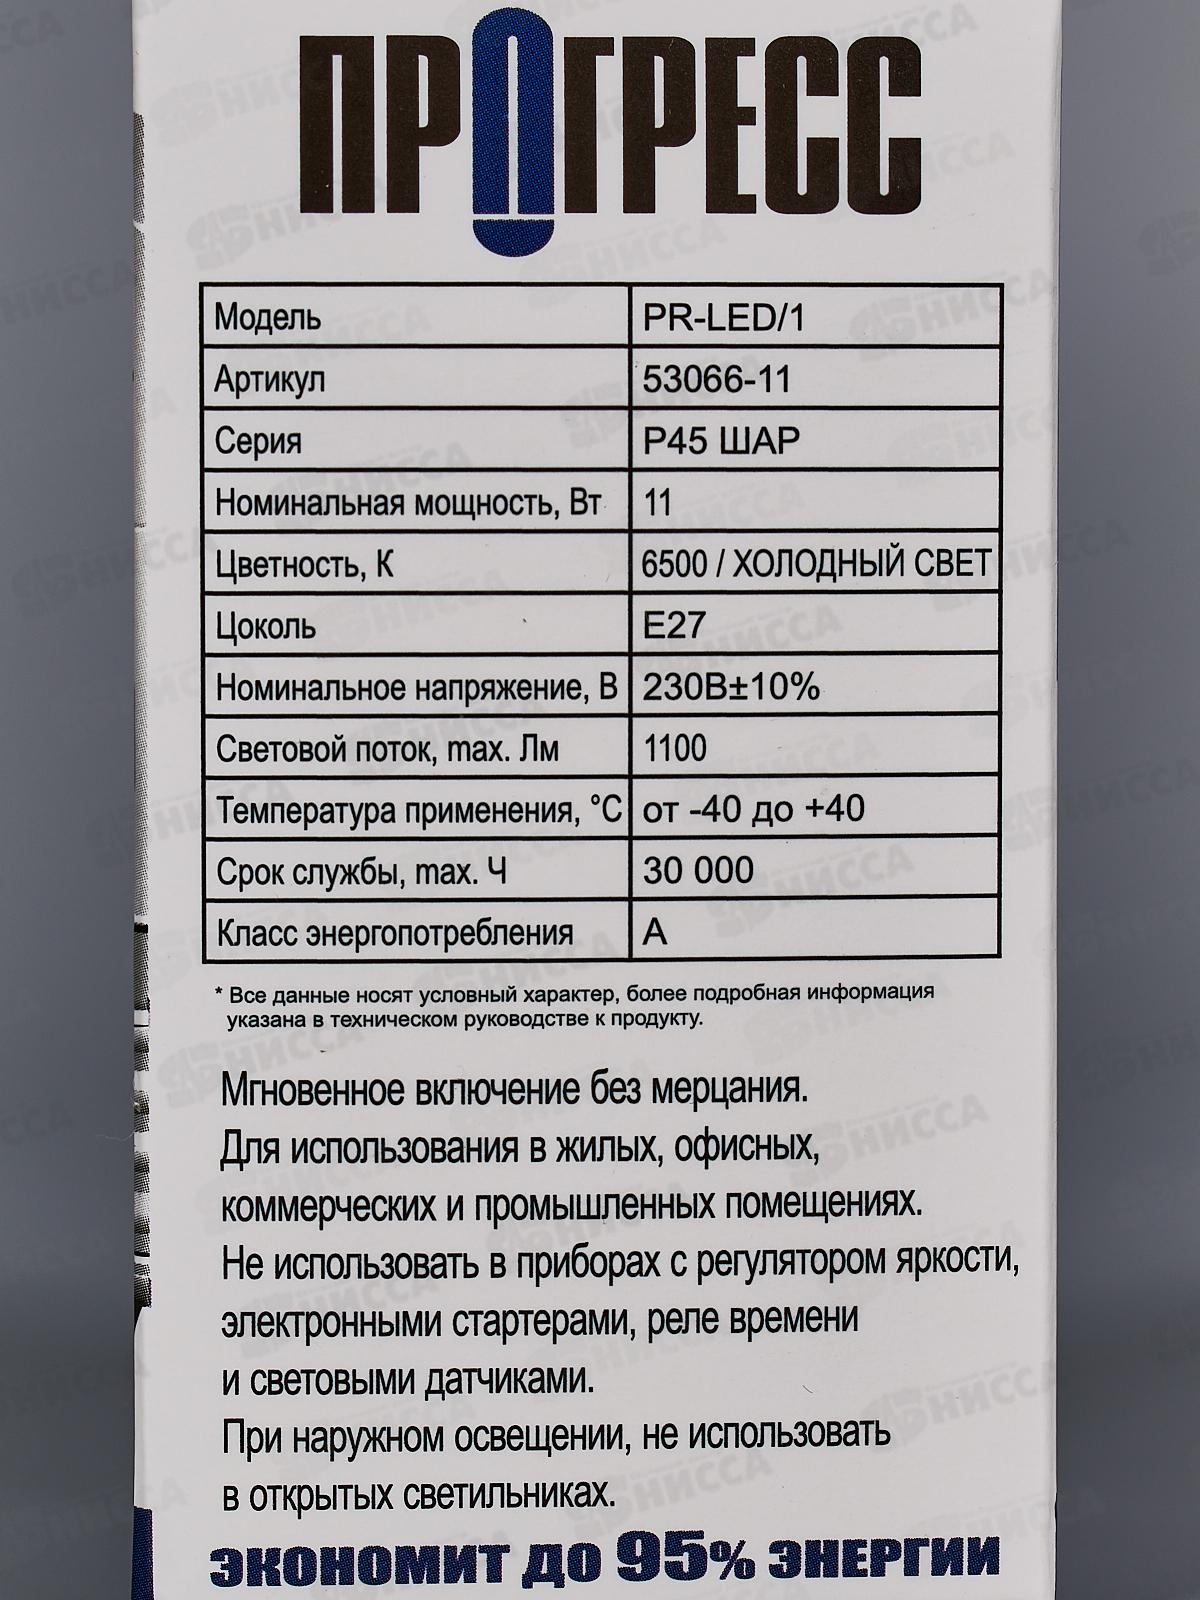 ПРОГРЕСС
Модель PR-LED/1
Артикул 53066-11
Серия P45 ШАР
Номинальная мощность, Вт 11
Цветность, К 6500 / ХОЛОДНЫЙ СВЕТ
Цоколь E27
Номинальное напряжение, В 230В±10%
Световой поток, max. Лм 1100
Температура применения, °С от -40 до +40
Срок службы, max. Ч 30 000
Класс энергопотребления А
* Все данные носят условный характер, более подробная информация
указана в техническом руководстве к продукту.
Мгновенное включение без мерцания.
Для использования в жилых, офисных,
коммерческих и промышленных помещениях.
Не использовать в приборах с регулятором яркости,
электронными стартерами, реле времени
и световыми датчиками.
При наружном освещении, не использовать
в открытых светильниках.
ЭКОНОМИТ ДО 95% ЭНЕРГИИ